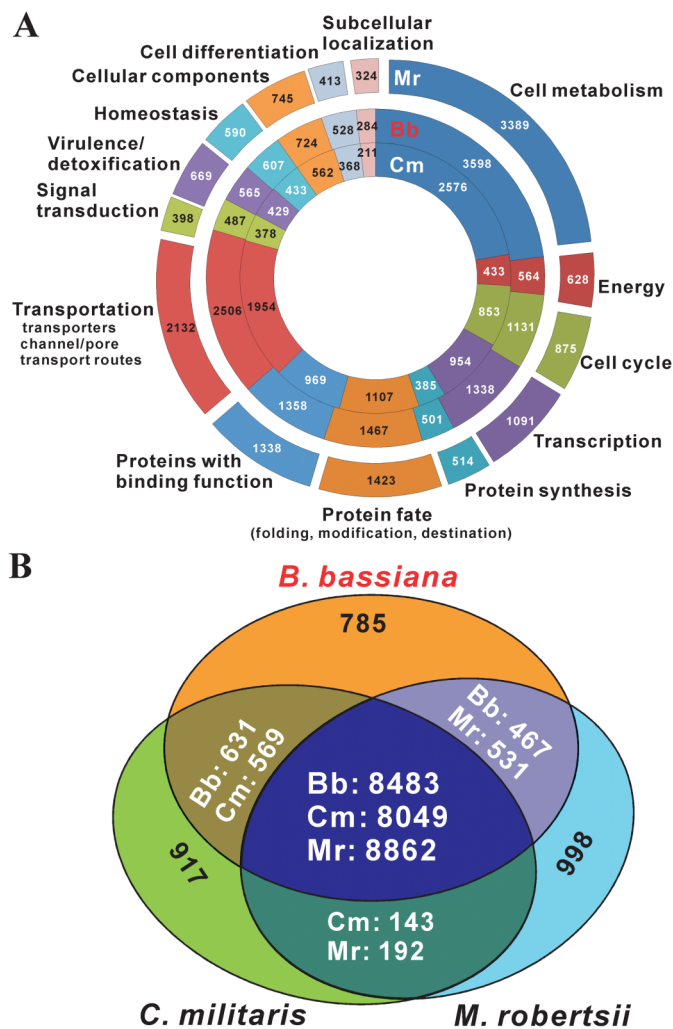 A
Subcellular
localization
Cell differentiation
Cellular components
Homeostasis
Virulence/
detoxification
Signal
transduction
Transportation
transporters
channel/pore
transport routes
Proteins with
binding function
Protein fate
(folding, modification, destination)
Protein synthesis
Transcription
Cell cycle
Energy
Cell metabolism
Mr
3389
628
875
1091
514
1423
1338
2132
398
669
590
745
413
324
Bb
3598
564
1131
1338
501
1467
1358
2506
487
565
607
724
528
284
Cm
2576
433
853
954
385
1107
969
1954
378
429
433
562
368
211
B
B. bassiana
785
Bb: 631
Cm: 569
Bb: 467
Mr: 531
Bb: 8483
Cm: 8049
Mr: 8862
917
998
Cm: 143
Mr: 192
C. militaris
M. robertsii